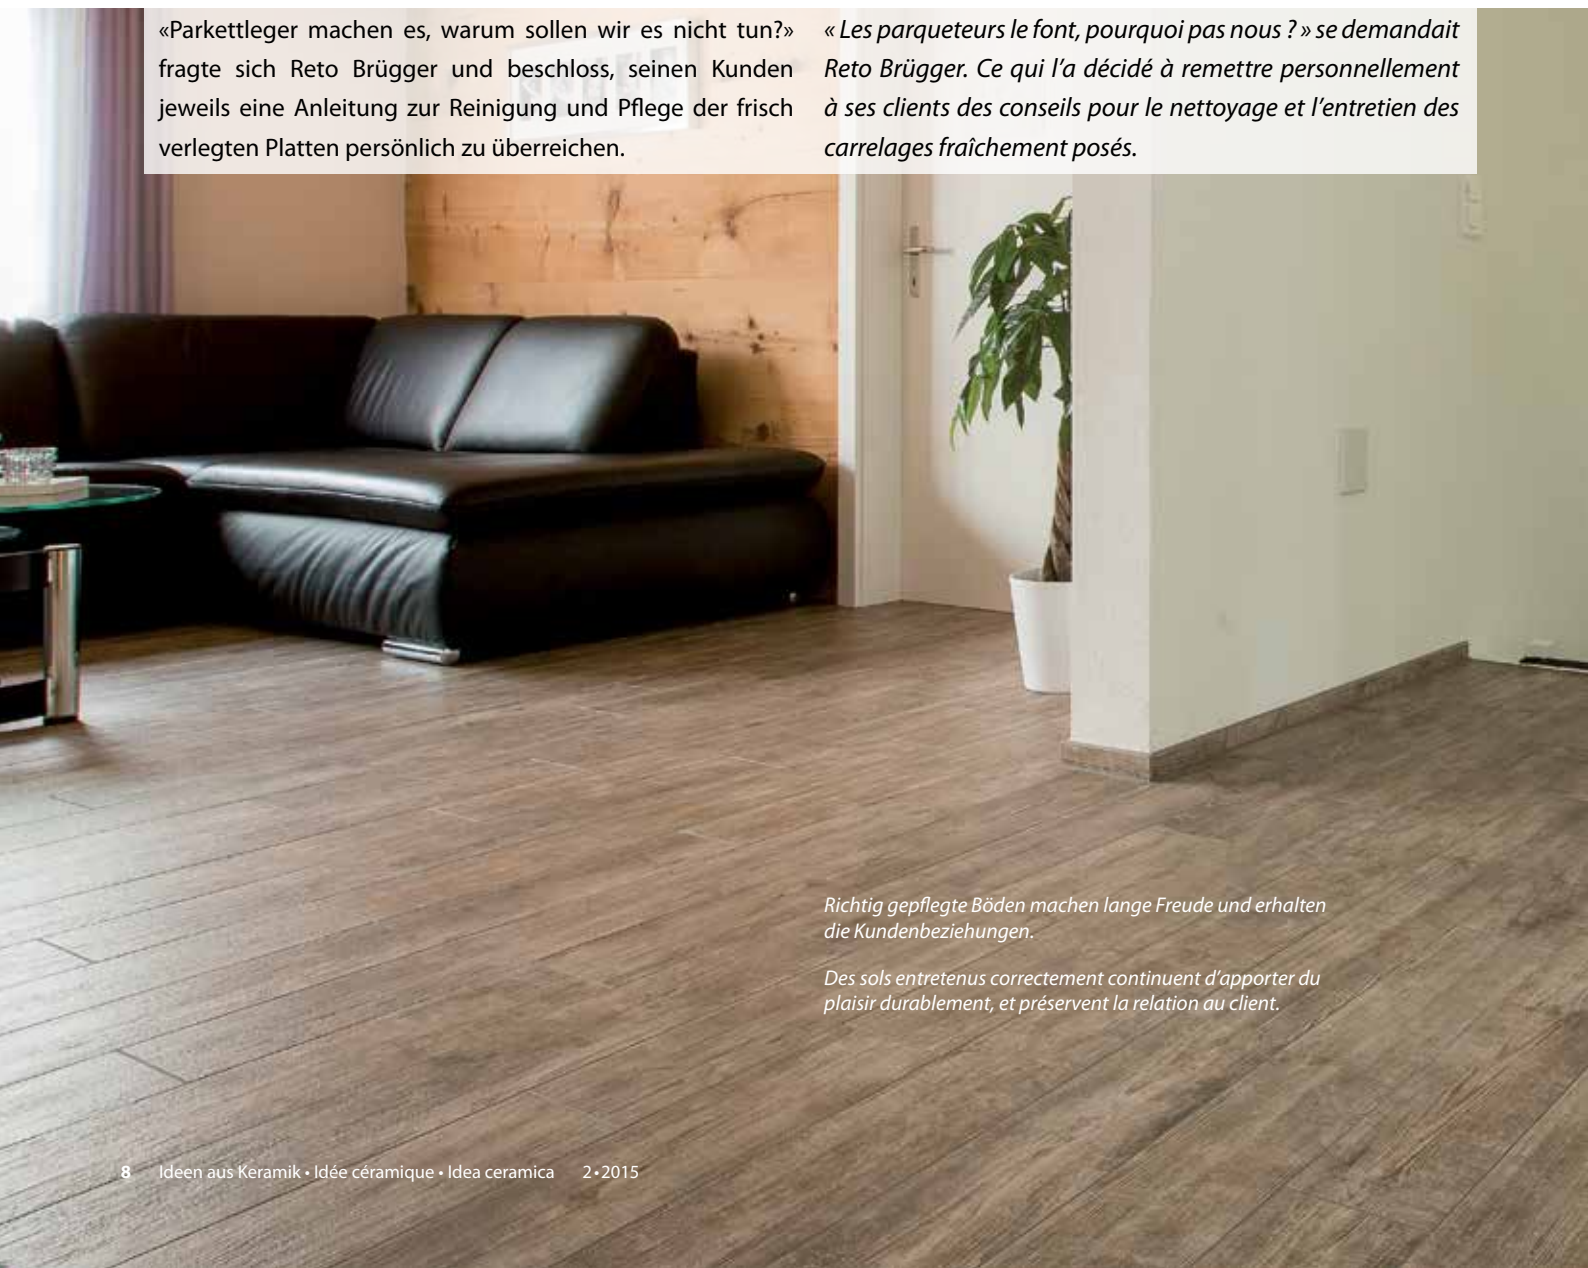 «Parkettleger machen es, warum sollen wir es nicht tun?»
fragte sich Reto Brügger und beschloss, seinen Kunden
jeweils eine Anleitung zur Reinigung und Pflege der frisch
verlegten Platten persönlich zu überreichen.
« Les parqueteurs le font, pourquoi pas nous ? » se demandait
Reto Brügger. Ce qui l'a décidé à remettre personnellement
à ses clients des conseils pour le nettoyage et l'entretien des
carrelages fraîchement posés.
Richtig gepflegte Böden machen lange Freude und erhalten
die Kundenbeziehungen.
Des sols entretenus correctement continuent d'apporter du
plaisir durablement, et préservent la relation au client.
8 Ideen aus Keramik • Idée céramique • Idea ceramica 2•2015